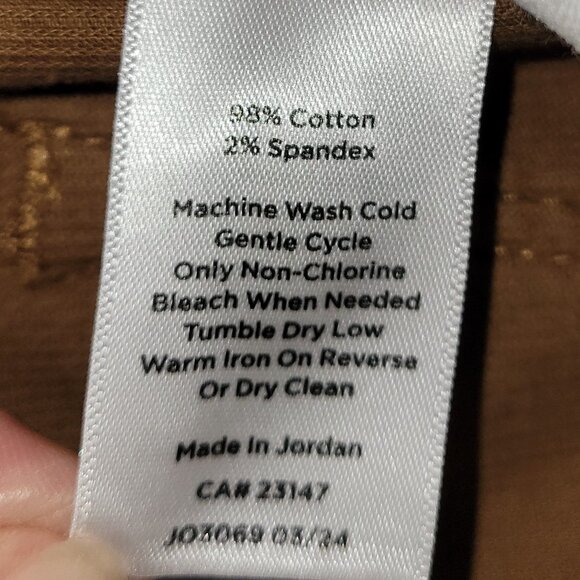 98% Cotton
2% Spandex
Machine Wash Cold
Gentle Cycle
Only Non-Chlorine
Bleach When Needed
Tumble Dry Low
Warm Iron On Reverse
Or Dry Clean
Made In Jordan
CA# 23147
JO3069 03/24